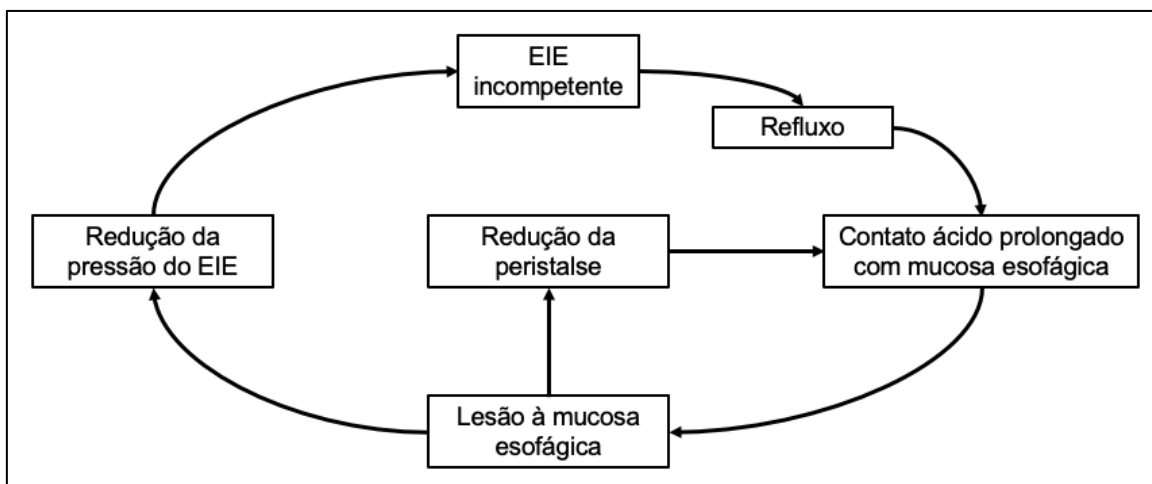 EIE
incompetente
Refluxo
Redução da
pressão do EIE
Redução da
peristalse
Contato ácido prolongado
com mucosa esofágica
Lesão à mucosa
esofágica